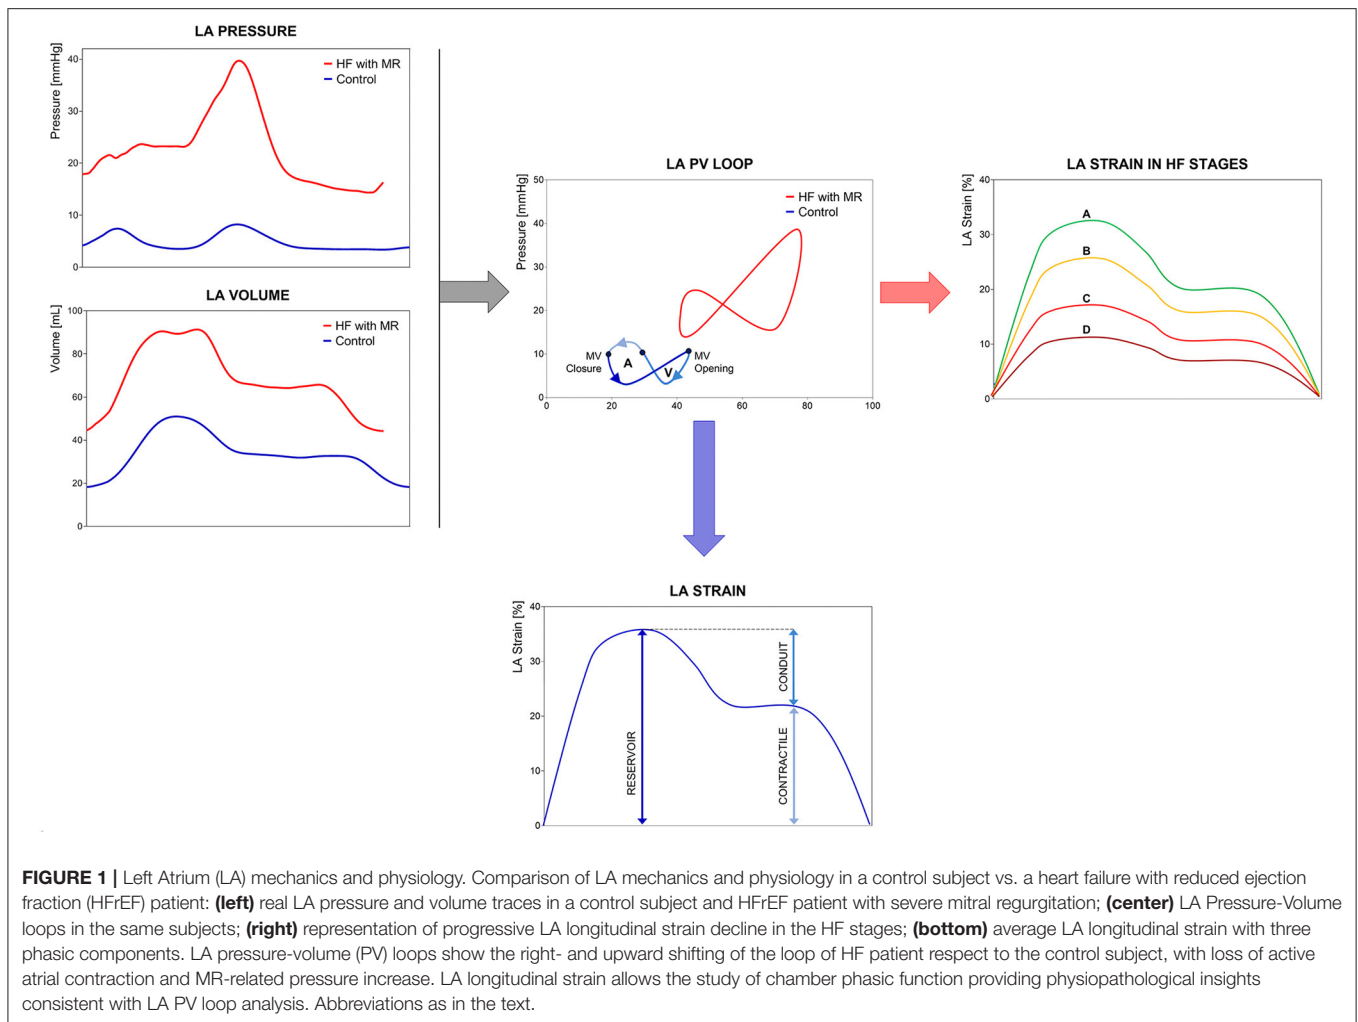 LA PRESSURE
Pressure [mmHg]
40
30
20
10
0
HF with MR
Control
LA VOLUME
Volume [mL]
100
80
60
40
20
0
HF with MR
Control
LA PV LOOP
Pressure [mmHg]
50
40
30
20
10
0
HF with MR
Control
MV
Closure
A
V
MV
Opening
0 20 40 60 80 100
LA STRAIN IN HF STAGES
LA Strain [%]
40
30
20
10
0
A
B
C
D
LA STRAIN
LA Strain [%]
40
30
20
10
0
RESERVOIR
CONDUIT
CONTRACTILE
FIGURE 1 | Left Atrium (LA) mechanics and physiology. Comparison of LA mechanics and physiology in a control subject vs. a heart failure with reduced ejection
fraction (HFrEF) patient: (left) real LA pressure and volume traces in a control subject and HFrEF patient with severe mitral regurgitation; (center) LA Pressure-Volume
loops in the same subjects; (right) representation of progressive LA longitudinal strain decline in the HF stages; (bottom) average LA longitudinal strain with three
phasic components. LA pressure-volume (PV) loops show the right- and upward shifting of the loop of HF patient respect to the control subject, with loss of active
atrial contraction and MR-related pressure increase. LA longitudinal strain allows the study of chamber phasic function providing physiopathological insights
consistent with LA PV loop analysis. Abbreviations as in the text.